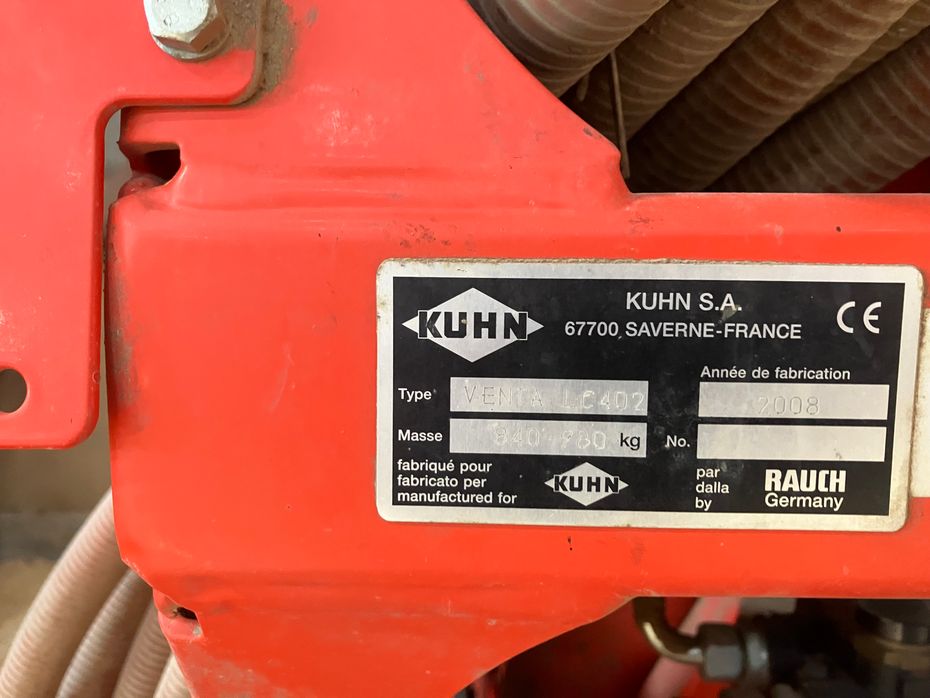 KUHN
KUHN S.A.
67700 SAVERNE-FRANCE
CE
Type VENTA LC402
Année de fabrication
2008
Masse 840-980 kg
No.
fabriqué pour
fabricato per
manufactured for
KUHN
par
dalla
by
RAUCH
Germany